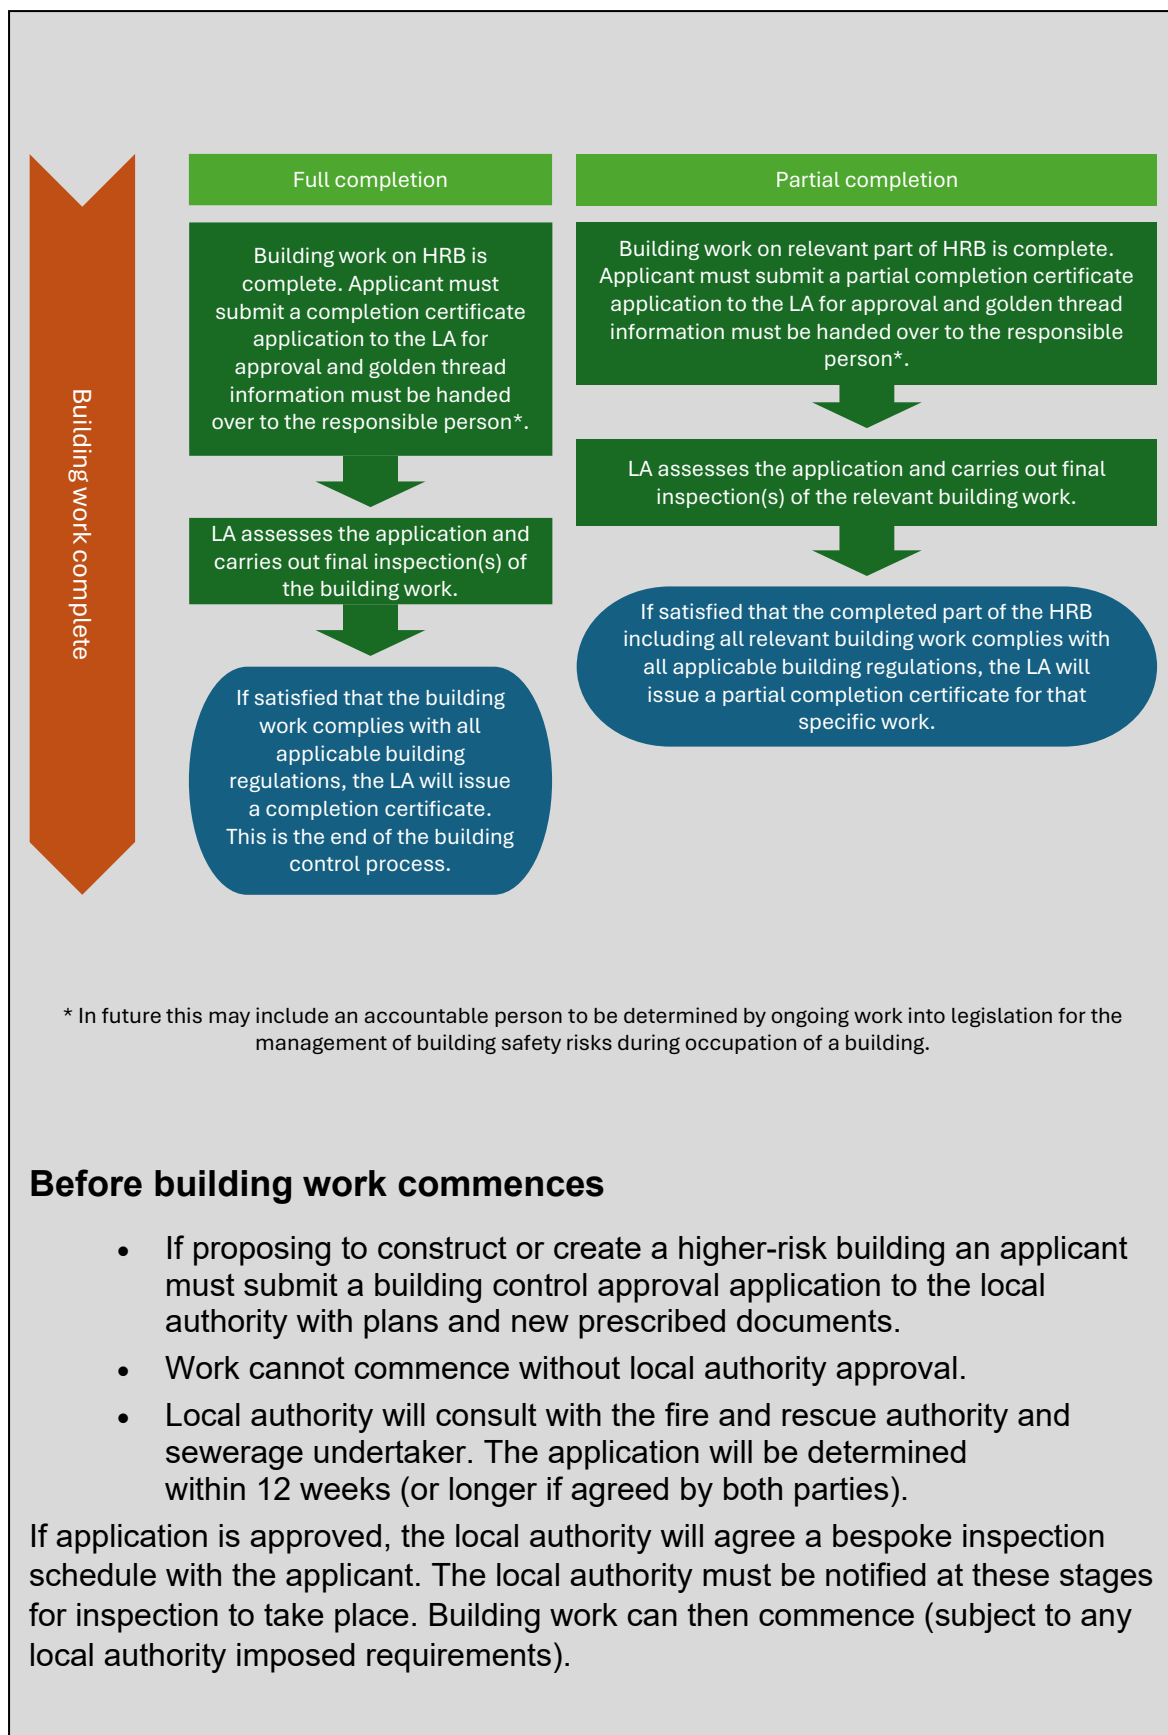 Building work complete
Full completion
Building work on HRB is
complete. Applicant must
submit a completion certificate
application to the LA for
approval and golden thread
information must be handed
over to the responsible person*.
LA assesses the application and
carries out final inspection(s) of
the building work.
If satisfied that the building
work complies with all
applicable building
regulations, the LA will issue
a completion certificate.
This is the end of the building
control process.
Partial completion
Building work on relevant part of HRB is complete.
Applicant must submit a partial completion certificate
application to the LA for approval and golden thread
information must be handed over to the responsible
person*.
LA assesses the application and carries out final
inspection(s) of the relevant building work.
If satisfied that the completed part of the HRB
including all relevant building work complies with
all applicable building regulations, the LA will
issue a partial completion certificate for that
specific work.
* In future this may include an accountable person to be determined by ongoing work into legislation for the
management of building safety risks during occupation of a building.
Before building work commences
• If proposing to construct or create a higher-risk building an applicant
must submit a building control approval application to the local
authority with plans and new prescribed documents.
• Work cannot commence without local authority approval.
• Local authority will consult with the fire and rescue authority and
sewerage undertaker. The application will be determined
within 12 weeks (or longer if agreed by both parties).
If application is approved, the local authority will agree a bespoke inspection
schedule with the applicant. The local authority must be notified at these stages
for inspection to take place. Building work can then commence (subject to any
local authority imposed requirements).